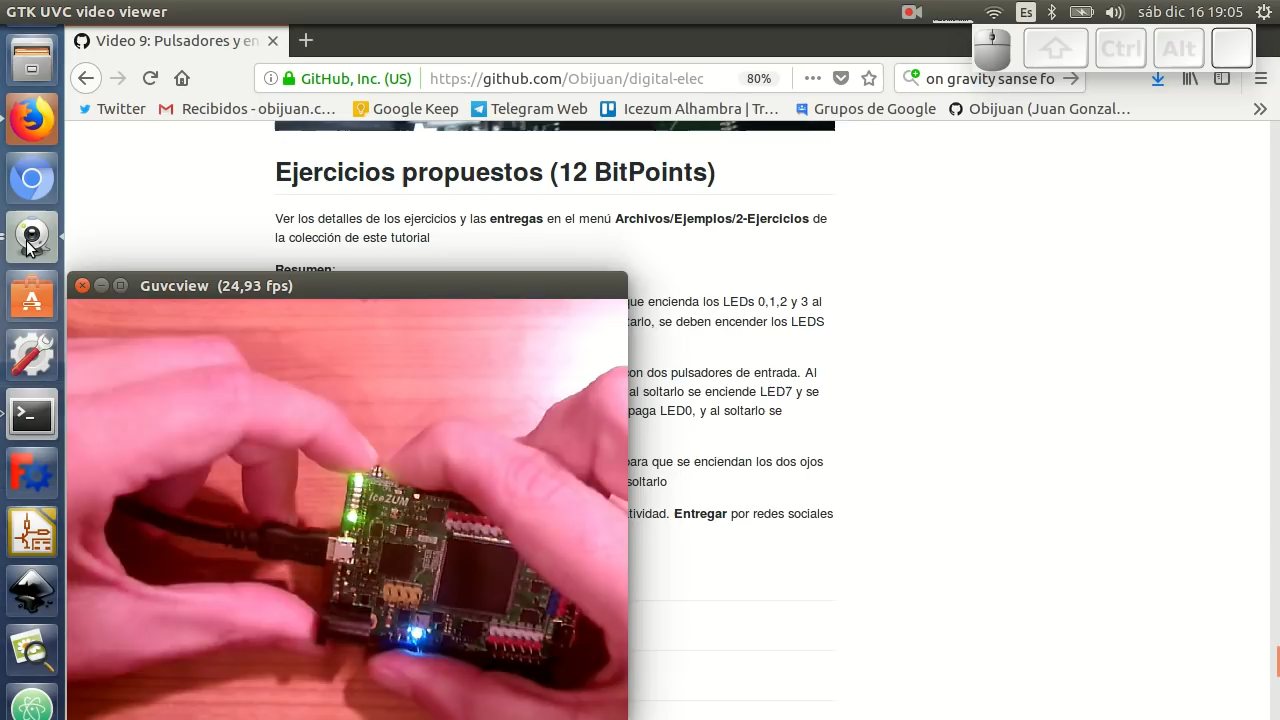 GTK UVC video viewer
Es
sáb dic 16 19:05
Video 9: Pulsadores y en
Ctrl
Alt
GitHub, Inc. (US)
https://github.com/Obijuan/digital-elec
80%
on gravity sanse fo
Twitter
Recibidos - obijuan.c…
Google Keep
Telegram Web
Icezum Alhambra | Tr…
Grupos de Google
Obijuan (Juan Gonzal…
Ejercicios propuestos (12 BitPoints)
Ver los detalles de los ejercicios y las entregas en el menú Archivos/Ejemplos/2-Ejercicios de
la colección de este tutorial
Resumen:
Guvcview (24,93 fps)
ue encienda los LEDs 0,1,2 y 3 al
tarlo, se deben encender los LEDS
on dos pulsadores de entrada. Al
al soltarlo se enciende LED7 y se
paga LED0, y al soltarlo se
para que se enciendan los dos ojos
soltarlo
tividad. Entregar por redes sociales
IceZUM